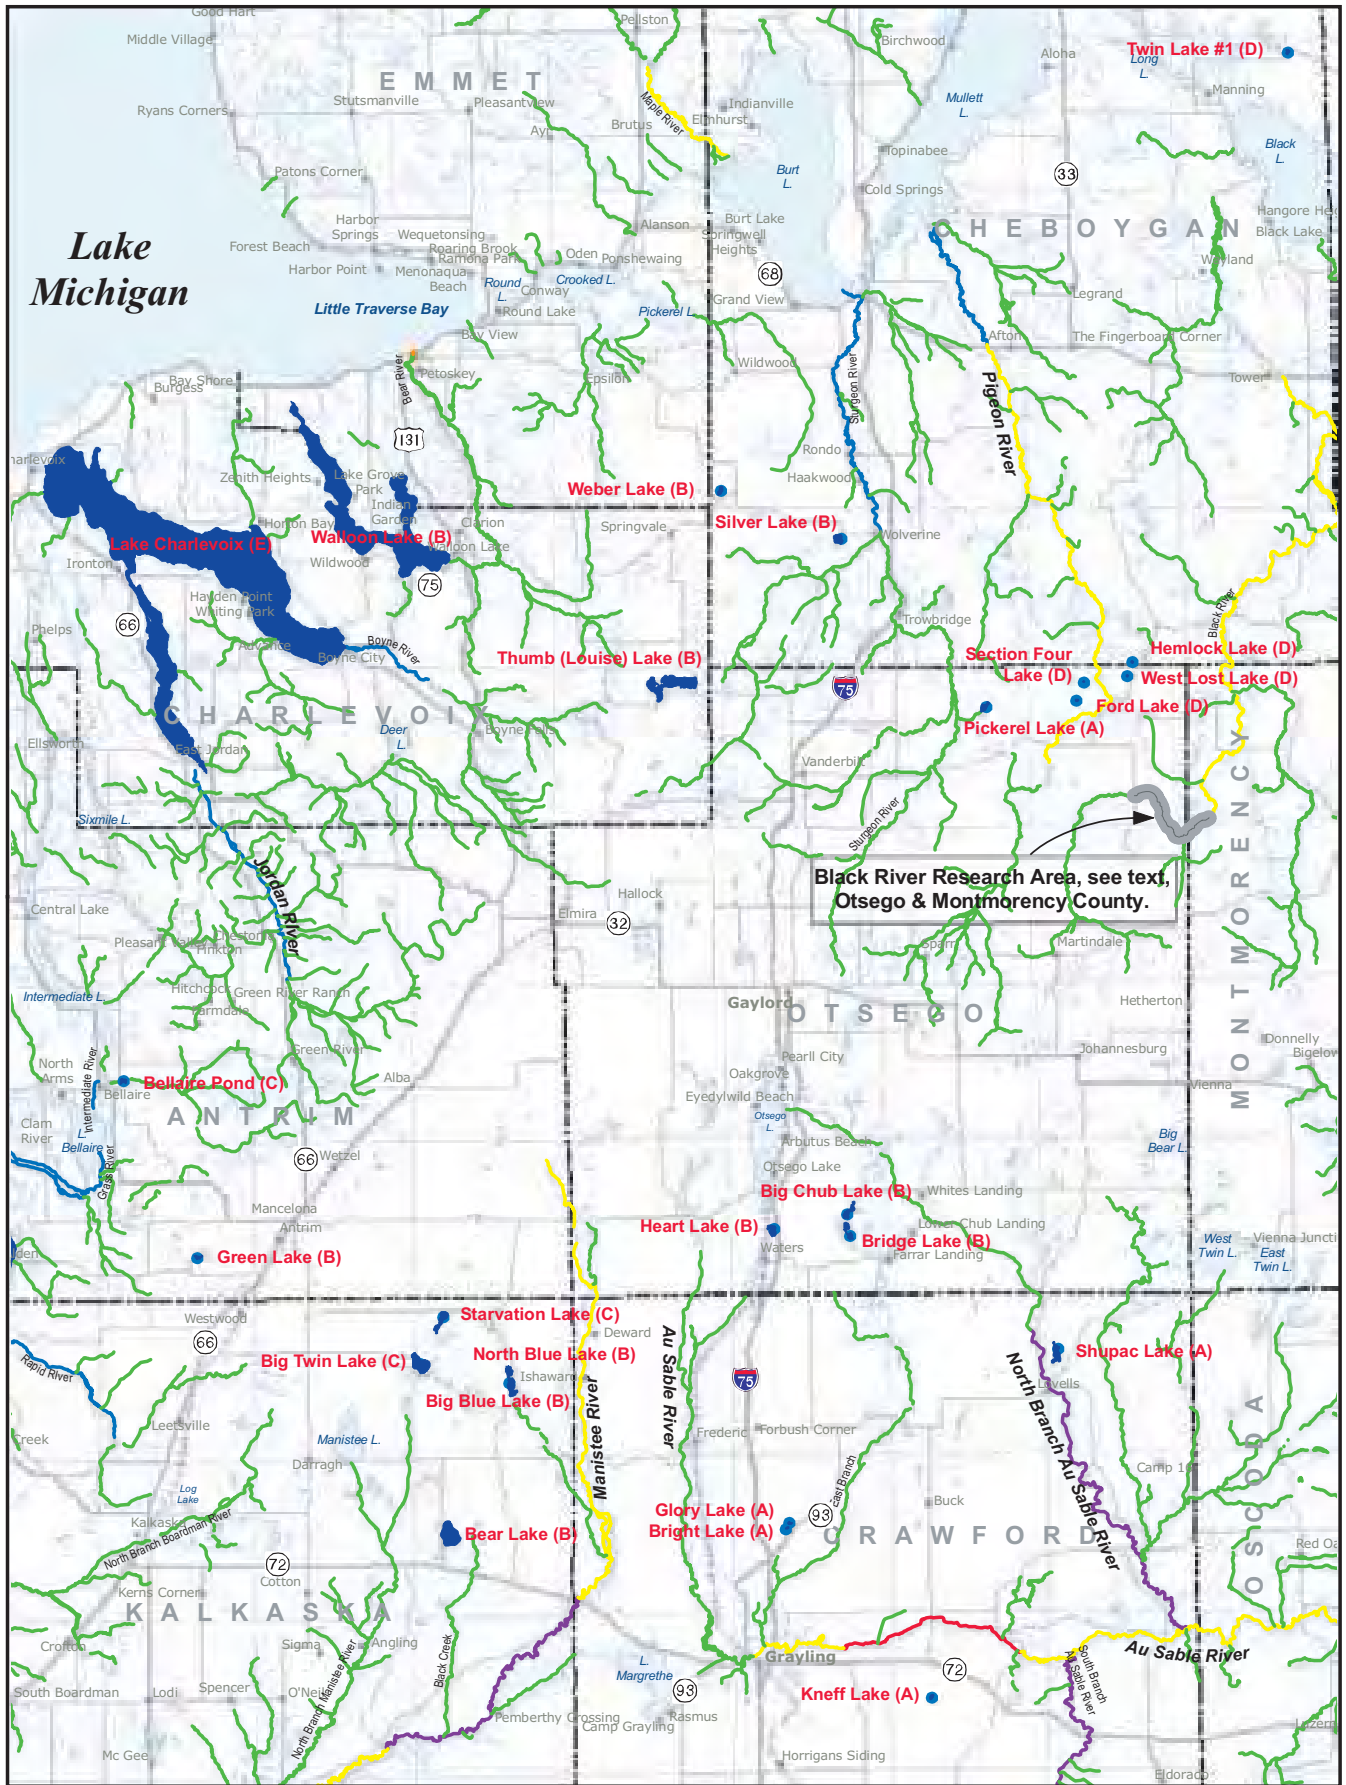 Good Hart
Pellston
Middle Village
Birchwood
Aloha
Twin Lake #1 (D)
Long
L.
E M M E T
Stutsmanville
Pleasantview
Manning
Ryans Corners
Maple River
Indianville
Mullett
L.
Ayr
Brutus
Elmhurst
Topinabee
Black
L.
Patons Corner
Burt
L.
33
Cold Springs
Harbor
Springs
Wequetonsing
Alanson
Burt Lake
Springwell
Heights
C H E B O Y G A N
Black Lake
Lake
Michigan
Forest Beach
Roaring Brook
Ramona Park
Oden
Ponshewaing
Wayland
Harbor Point
Menonaqua
Beach
Round
L.
Conway
Crooked L.
68
Legrand
Little Traverse Bay
Round Lake
Pickerel L.
Grand View
Bay View
Afton
The Fingerboard Corner
Wildwood
Bear River
Petoskey
Epsilon
Sturgeon River
Pigeon River
Tower
Bay Shore
Burgess
131
harlevoix
Zenith Heights
Lake Grove
Park
Rondo
Haakwood
Weber Lake (B)
Indian
Garden
Horton Bay
Clarion
Springvale
Silver Lake (B)
Lake Charlevoix (E)
Walloon Lake (B)
Walloon Lake
Wolverine
Ironton
Wildwood
75
Hayden Point
Whiting Park
Black River
66
Phelps
Trowbridge
Advance
Boyne City
Boyne River
Thumb (Louise) Lake (B)
Section Four
Lake (D)
Hemlock Lake (D)
West Lost Lake (D)
75
Ford Lake (D)
C H A R L E V O I X
Pickerel Lake (A)
Ellsworth
East Jordan
Deer
L.
Boyne Falls
Vanderbilt
M O N T M O R E N C Y
Sixmile L.
Sturgeon River
Jordan River
Black River Research Area, see text,
Otsego & Montmorency County.
Central Lake
Hallock
Elmira
32
Pleasant Valley
Chestonia
Pinkton
Sparr
Martindale
Intermediate L.
Hitchcock
Green River Ranch
Farmdale
Gaylord
O T S E G O
Hetherton
Green River
Pearll City
Johannesburg
Donnelly
Bigelow
North
Arms
Intermediate River
Bellaire Pond (C)
Bellaire
Alba
Oakgrove
Eyedylwild Beach
Vienna
A N T R I M
Clam
River
L.
Bellaire
Otsego
L.
Arbutus Beach
Big
Bear L.
Grass River
66
Wetzel
Otsego Lake
Big Chub Lake (B)
Whites Landing
Mancelona
Antrim
Heart Lake (B)
Lower Chub Landing
Waters
Bridge Lake (B)
Farrar Landing
West
Twin L.
Vienna Juncti
East
Twin L.
den
Green Lake (B)
Westwood
Starvation Lake (C)
Deward
66
Big Twin Lake (C)
North Blue Lake (B)
Ishaward
Au Sable River
Shupac Lake (A)
Rapid River
75
Lovells
Big Blue Lake (B)
Manistee River
North Branch Au Sable River
O S C O D A
Leetsville
Creek
Manistee L.
Frederic
Forbush Corner
Darragh
Camp 10
Log
Lake
East Branch
Kalkaska
North Branch Boardman River
Glory Lake (A)
Bright Lake (A)
93
Buck
Bear Lake (B)
C R A W F O R D
Red Oa
72
Kerns Corner
Cotton
K A L K A S K A
Crofton
Sigma
Angling
Black Creek
Grayling
Au Sable River
L.
Margrethe
South Branch
Au Sable River
72
South Boardman
Lodi
Spencer
O'Neil
North Branch Manistee River
93
Kneff Lake (A)
Pemberthy Crossing
Rasmus
Camp Grayling
Luzern
Mc Gee
Horrigans Siding
Eldorado